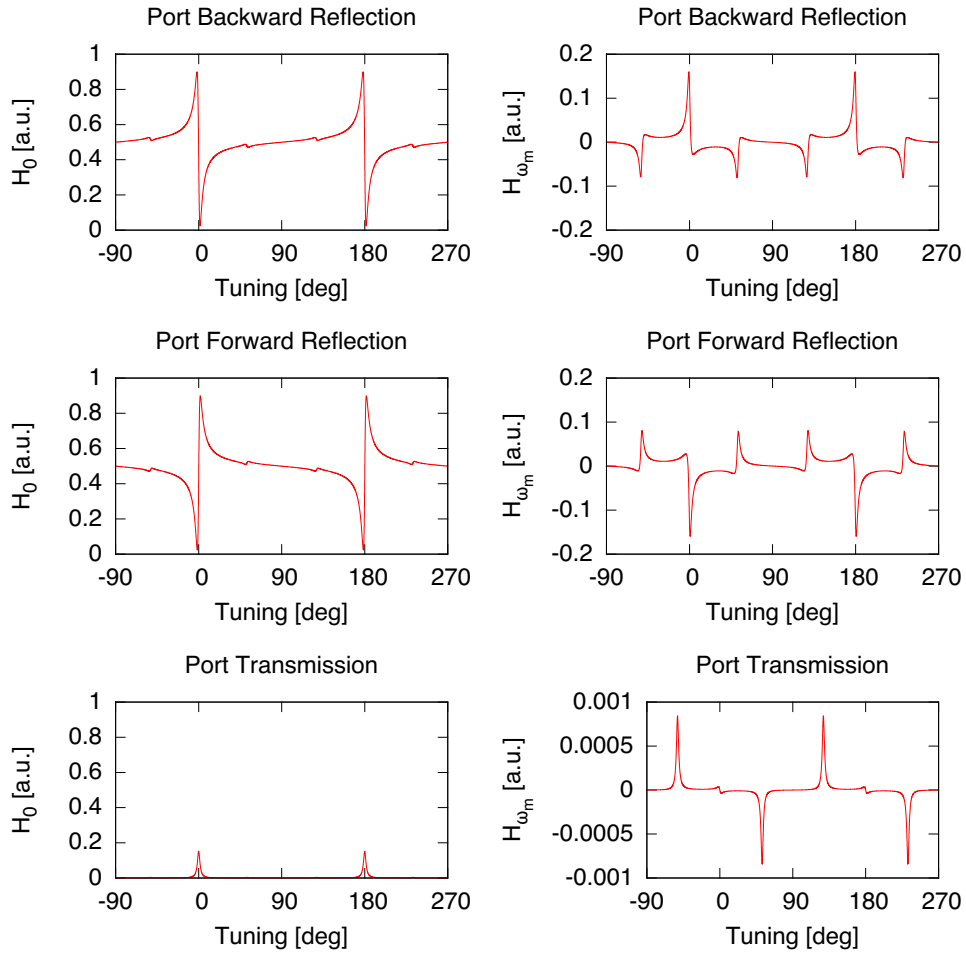 Port Backward Reflection
H₀ [a.u.]
1
0.8
0.6
0.4
0.2
0
-90 0 90 180 270
Tuning [deg]
Port Backward Reflection
H_ω_m [a.u.]
0.2
0.1
0
-0.1
-0.2
-90 0 90 180 270
Tuning [deg]
Port Forward Reflection
H₀ [a.u.]
1
0.8
0.6
0.4
0.2
0
-90 0 90 180 270
Tuning [deg]
Port Forward Reflection
H_ω_m [a.u.]
0.2
0.1
0
-0.1
-0.2
-90 0 90 180 270
Tuning [deg]
Port Transmission
H₀ [a.u.]
1
0.8
0.6
0.4
0.2
0
-90 0 90 180 270
Tuning [deg]
Port Transmission
H_ω_m [a.u.]
0.001
0.0005
0
-0.0005
-0.001
-90 0 90 180 270
Tuning [deg]